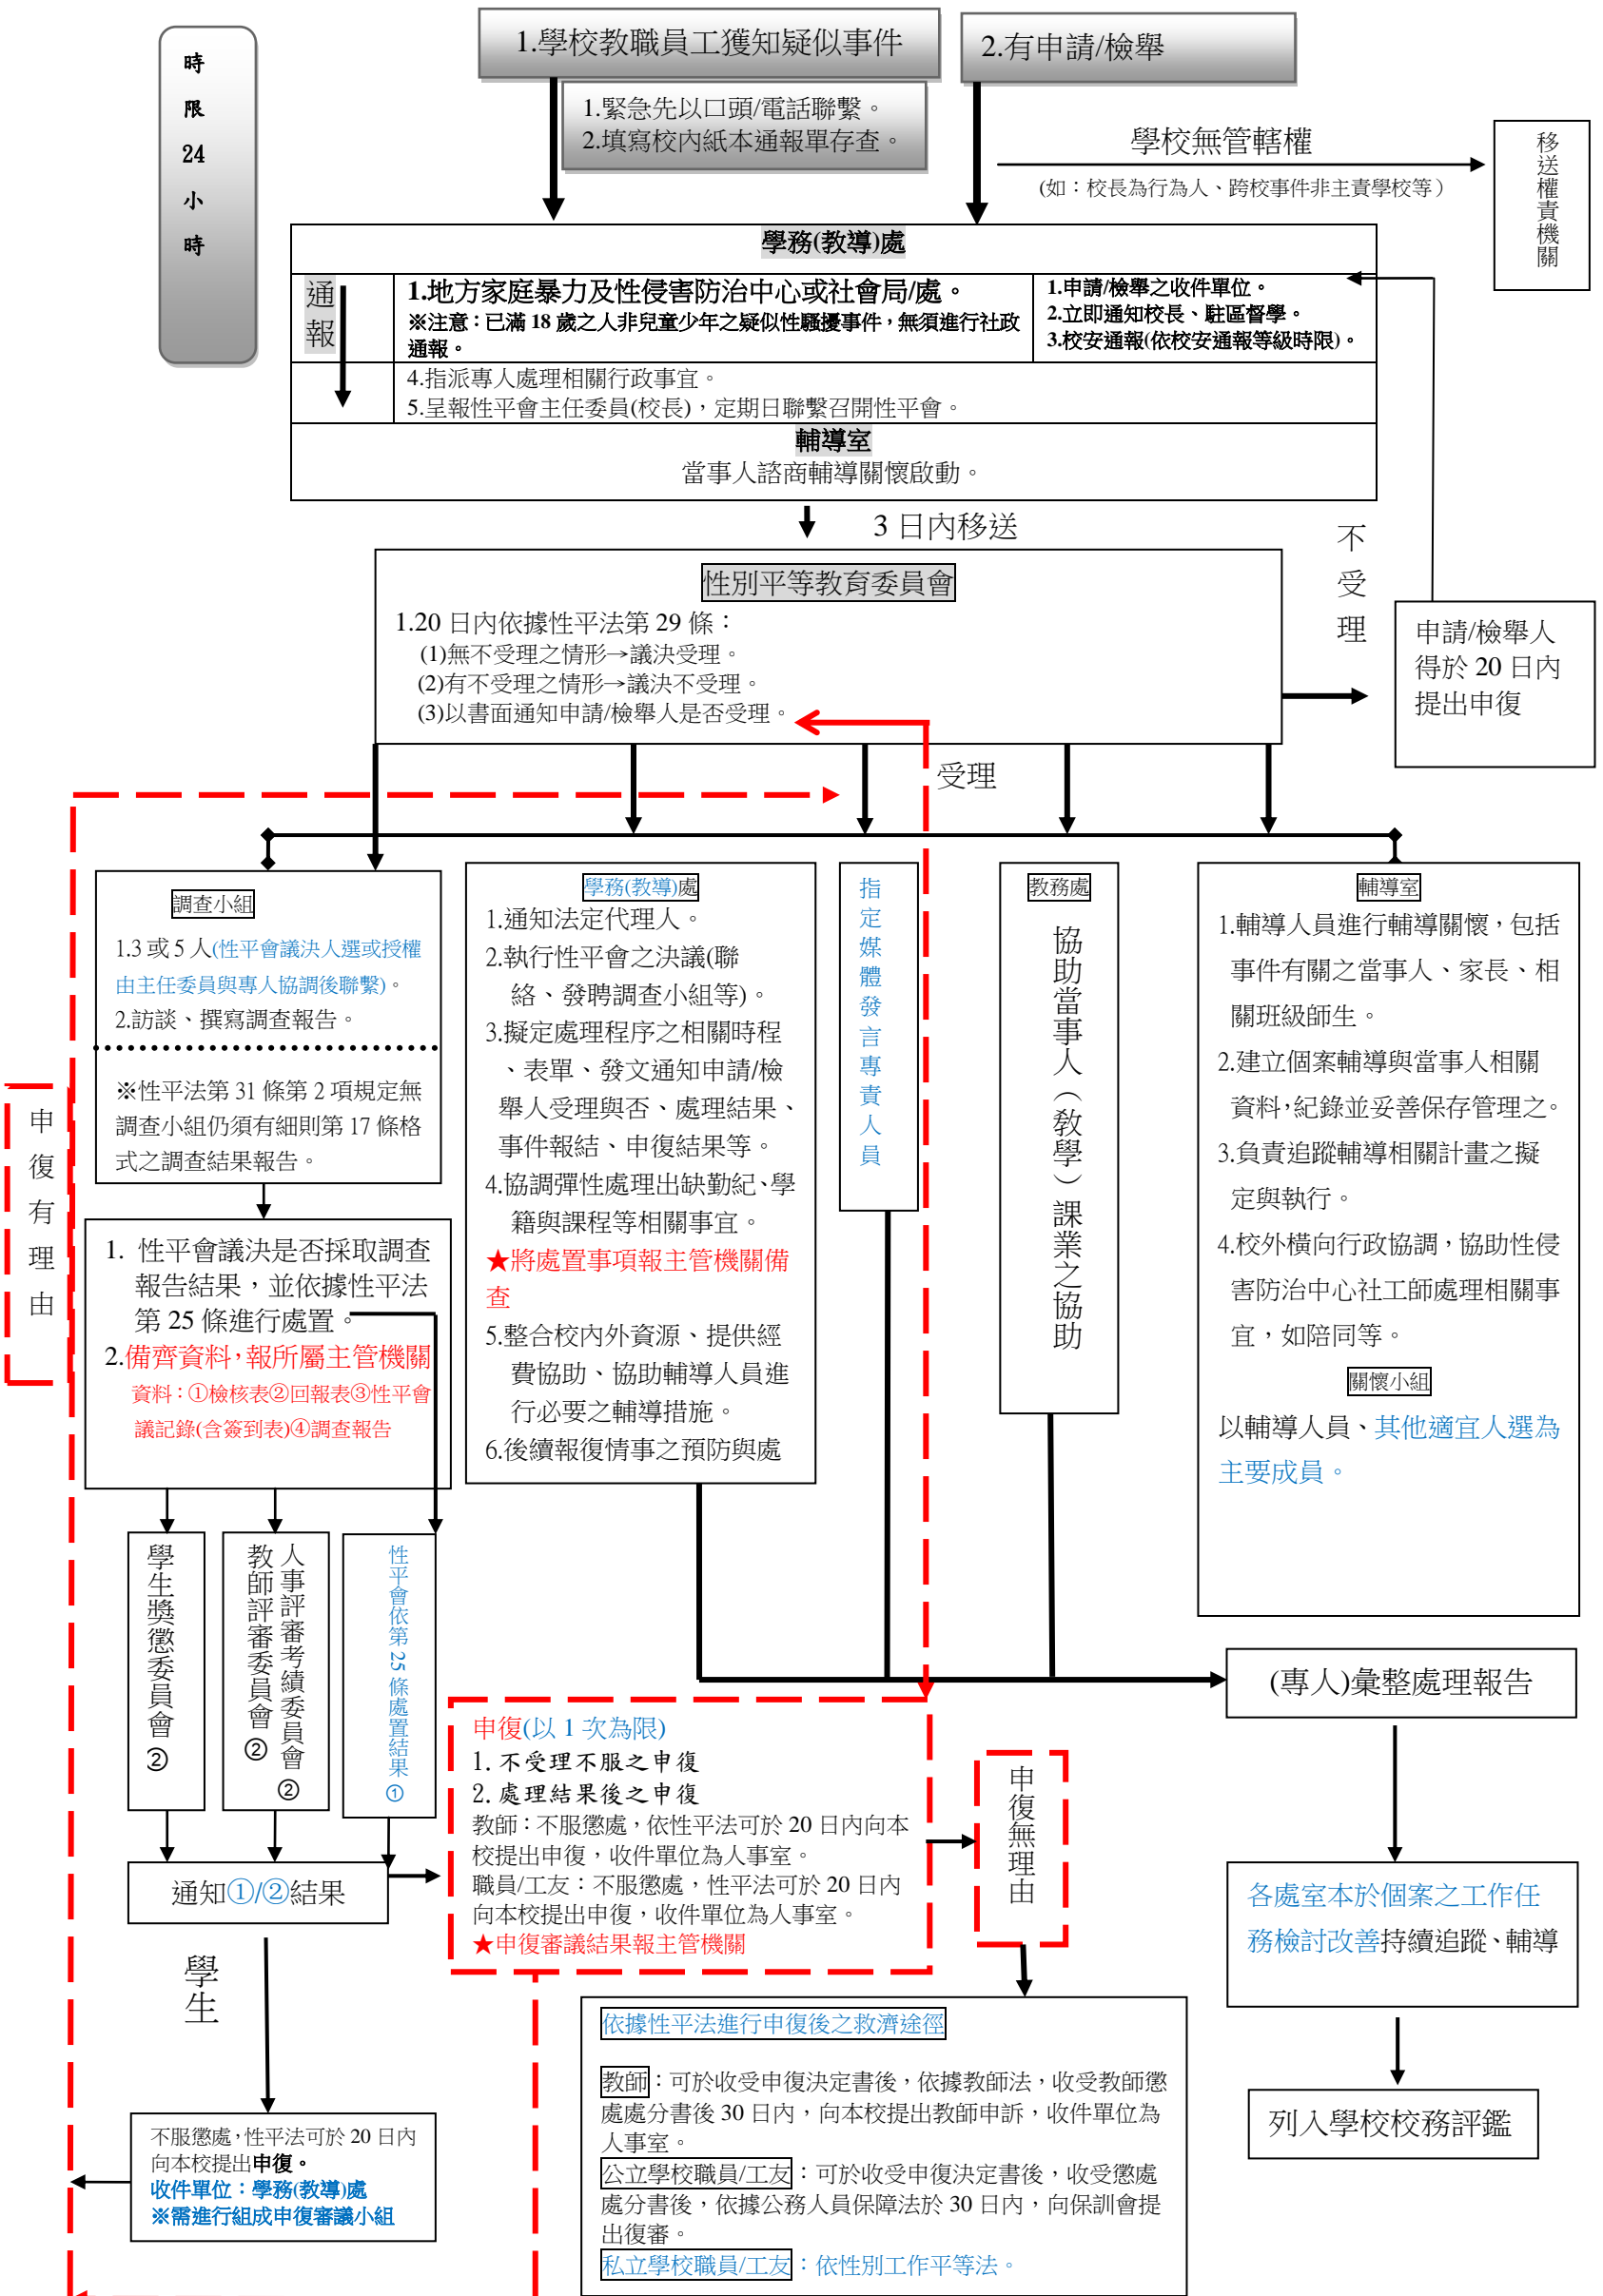 時
限
24
小
時
1.學校教職員工獲知疑似事件
2.有申請/檢舉
1.緊急先以口頭/電話聯繫。
2.填寫校內紙本通報單存查。
學校無管轄權
(如：校長為行為人、跨校事件非主責學校等）
移送權責機關
學務(教導)處
通
報
1.地方家庭暴力及性侵害防治中心或社會局/處。
※注意：已滿 18 歲之人非兒童少年之疑似性騷擾事件，無須進行社政
通報。
1.申請/檢舉之收件單位。
2.立即通知校長、駐區督學。
3.校安通報(依校安通報等級時限)。
4.指派專人處理相關行政事宜。
5.呈報性平會主任委員(校長)，定期日聯繫召開性平會。
輔導室
當事人諮商輔導關懷啟動。
3 日內移送
不
受
理
性別平等教育委員會
1.20 日內依據性平法第 29 條：
(1)無不受理之情形→議決受理。
(2)有不受理之情形→議決不受理。
(3)以書面通知申請/檢舉人是否受理。
申請/檢舉人
得於 20 日內
提出申復
受理
調查小組
1.3 或 5 人(性平會議決人選或授權
由主任委員與專人協調後聯繫)。
2.訪談、撰寫調查報告。
※性平法第 31 條第 2 項規定無
調查小組仍須有細則第 17 條格
式之調查結果報告。
學務(教導)處
1.通知法定代理人。
2.執行性平會之決議(聯
絡、發聘調查小組等)。
3.擬定處理程序之相關時程
、表單、發文通知申請/檢
舉人受理與否、處理結果、
事件報結、申復結果等。
4.協調彈性處理出缺勤紀、學
籍與課程等相關事宜。
★將處置事項報主管機關備
查
5.整合校內外資源、提供經
費協助、協助輔導人員進
行必要之輔導措施。
6.後續報復情事之預防與處
指定媒體發言專責人員
教務處
協助當事人（教學）課業之協助
輔導室
1.輔導人員進行輔導關懷，包括
事件有關之當事人、家長、相
關班級師生。
2.建立個案輔導與當事人相關
資料，紀錄並妥善保存管理之。
3.負責追蹤輔導相關計畫之擬
定與執行。
4.校外橫向行政協調，協助性侵
害防治中心社工師處理相關事
宜，如陪同等。
關懷小組
以輔導人員、其他適宜人選為
主要成員。
申
復
有
理
由
1. 性平會議決是否採取調查
報告結果，並依據性平法
第 25 條進行處置。
2.備齊資料，報所屬主管機關
資料：①檢核表②回報表③性平會
議記錄(含簽到表)④調查報告
學生獎懲委員會②
人事評審考績委員會②
教師評審委員會②
性平會依第 25 條處置結果①
通知①/②結果
學生
申復(以 1 次為限)
1.不受理不服之申復
2.處理結果後之申復
教師：不服懲處，依性平法可於 20 日內向本
校提出申復，收件單位為人事室。
職員/工友：不服懲處，性平法可於 20 日內
向本校提出申復，收件單位為人事室。
★申復審議結果報主管機關
申復無理由
(專人)彙整處理報告
各處室本於個案之工作任
務檢討改善持續追蹤、輔導
列入學校校務評鑑
不服懲處，性平法可於 20 日內
向本校提出申復。
收件單位：學務(教導)處
※需進行組成申復審議小組
依據性平法進行申復後之救濟途徑
教師：可於收受申復決定書後，依據教師法，收受教師懲
處處分書後 30 日內，向本校提出教師申訴，收件單位為
人事室。
公立學校職員/工友：可於收受申復決定書後，收受懲處
處分書後，依據公務人員保障法於 30 日內，向保訓會提
出復審。
私立學校職員/工友：依性別工作平等法。